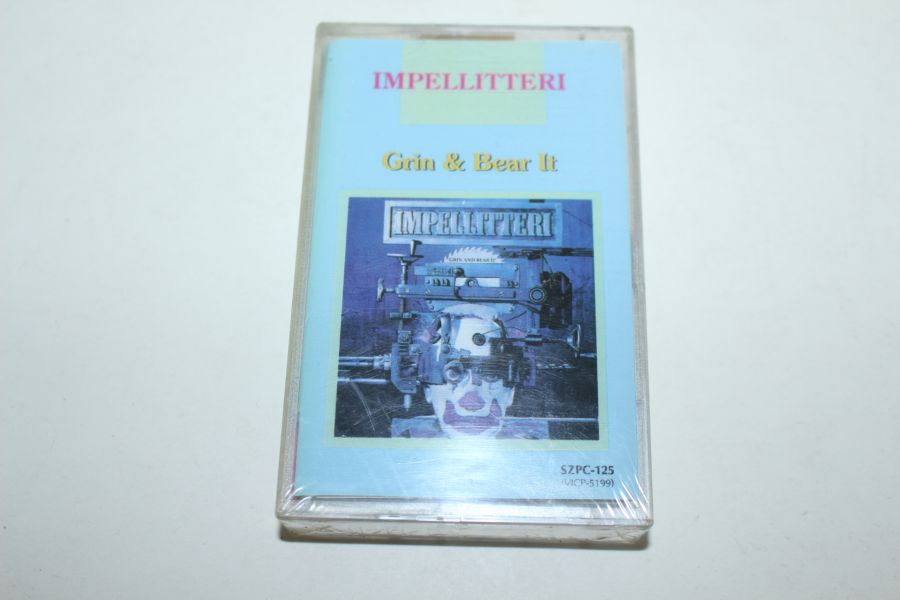 IMPELLITTERI
Grin & Bear It
IMPELLITTERI
GRIN AND BEAR IT
SZPC-125
(VICP-5199)